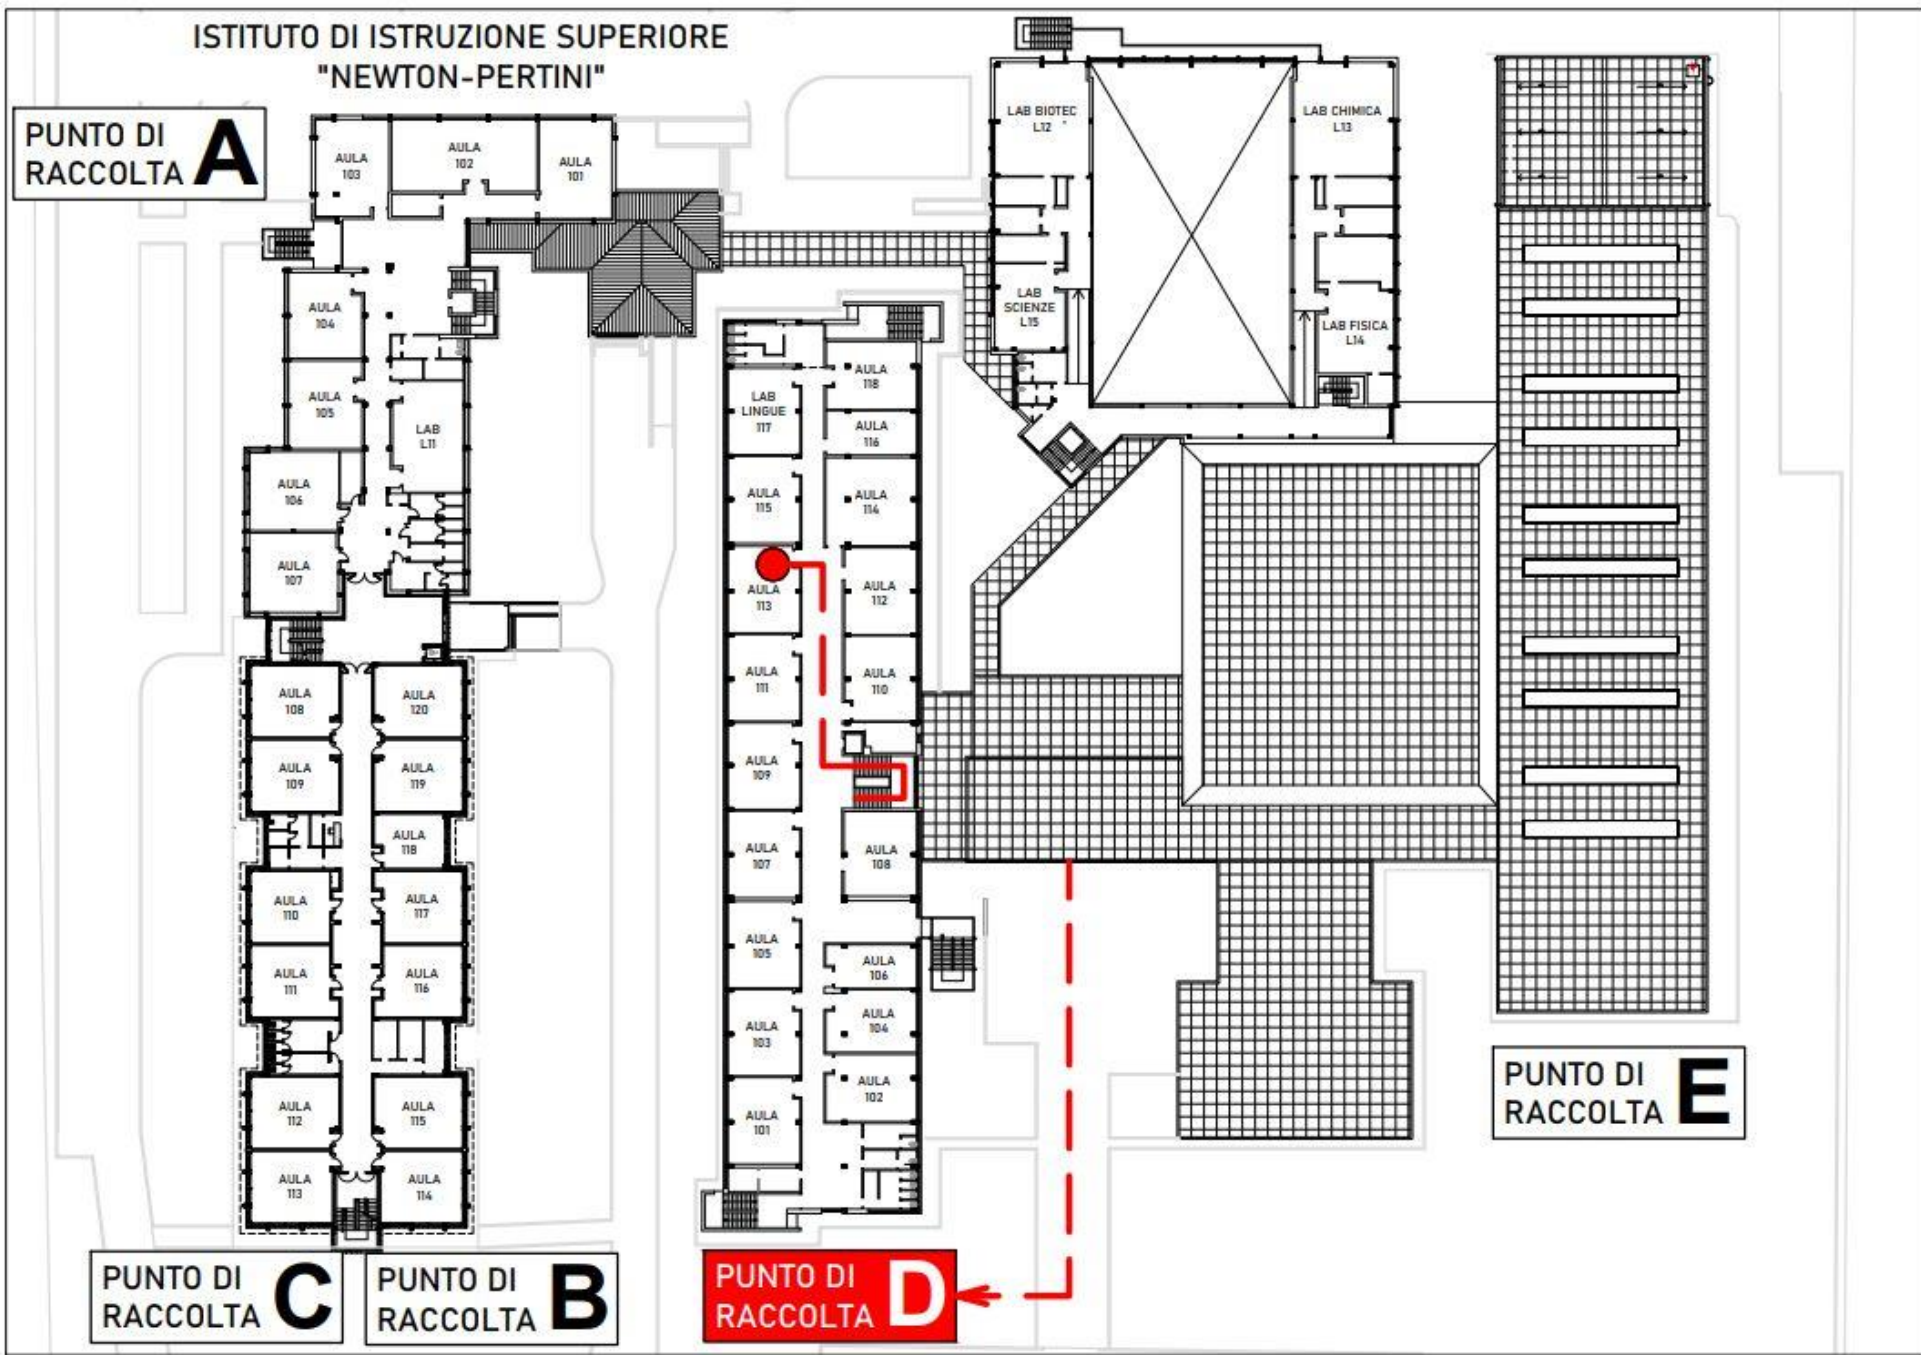 ISTITUTO DI ISTRUZIONE SUPERIORE
"NEWTON-PERTINI"
PUNTO DI
RACCOLTA A
AULA
103
AULA
102
AULA
101
AULA
104
AULA
105
LAB
L11
AULA
106
AULA
107
AULA
108
AULA
120
AULA
109
AULA
119
AULA
118
AULA
110
AULA
117
AULA
111
AULA
116
AULA
112
AULA
115
AULA
113
AULA
114
PUNTO DI
RACCOLTA C
PUNTO DI
RACCOLTA B
AULA
118
LAB
LINGUE
117
AULA
116
AULA
115
AULA
114
AULA
113
AULA
112
AULA
111
AULA
110
AULA
109
AULA
107
AULA
108
AULA
105
AULA
106
AULA
103
AULA
104
AULA
102
AULA
101
PUNTO DI
RACCOLTA D
LAB BIOTEC
L12
LAB CHIMICA
L13
LAB
SCIENZE
L15
LAB FISICA
L14
PUNTO DI
RACCOLTA E